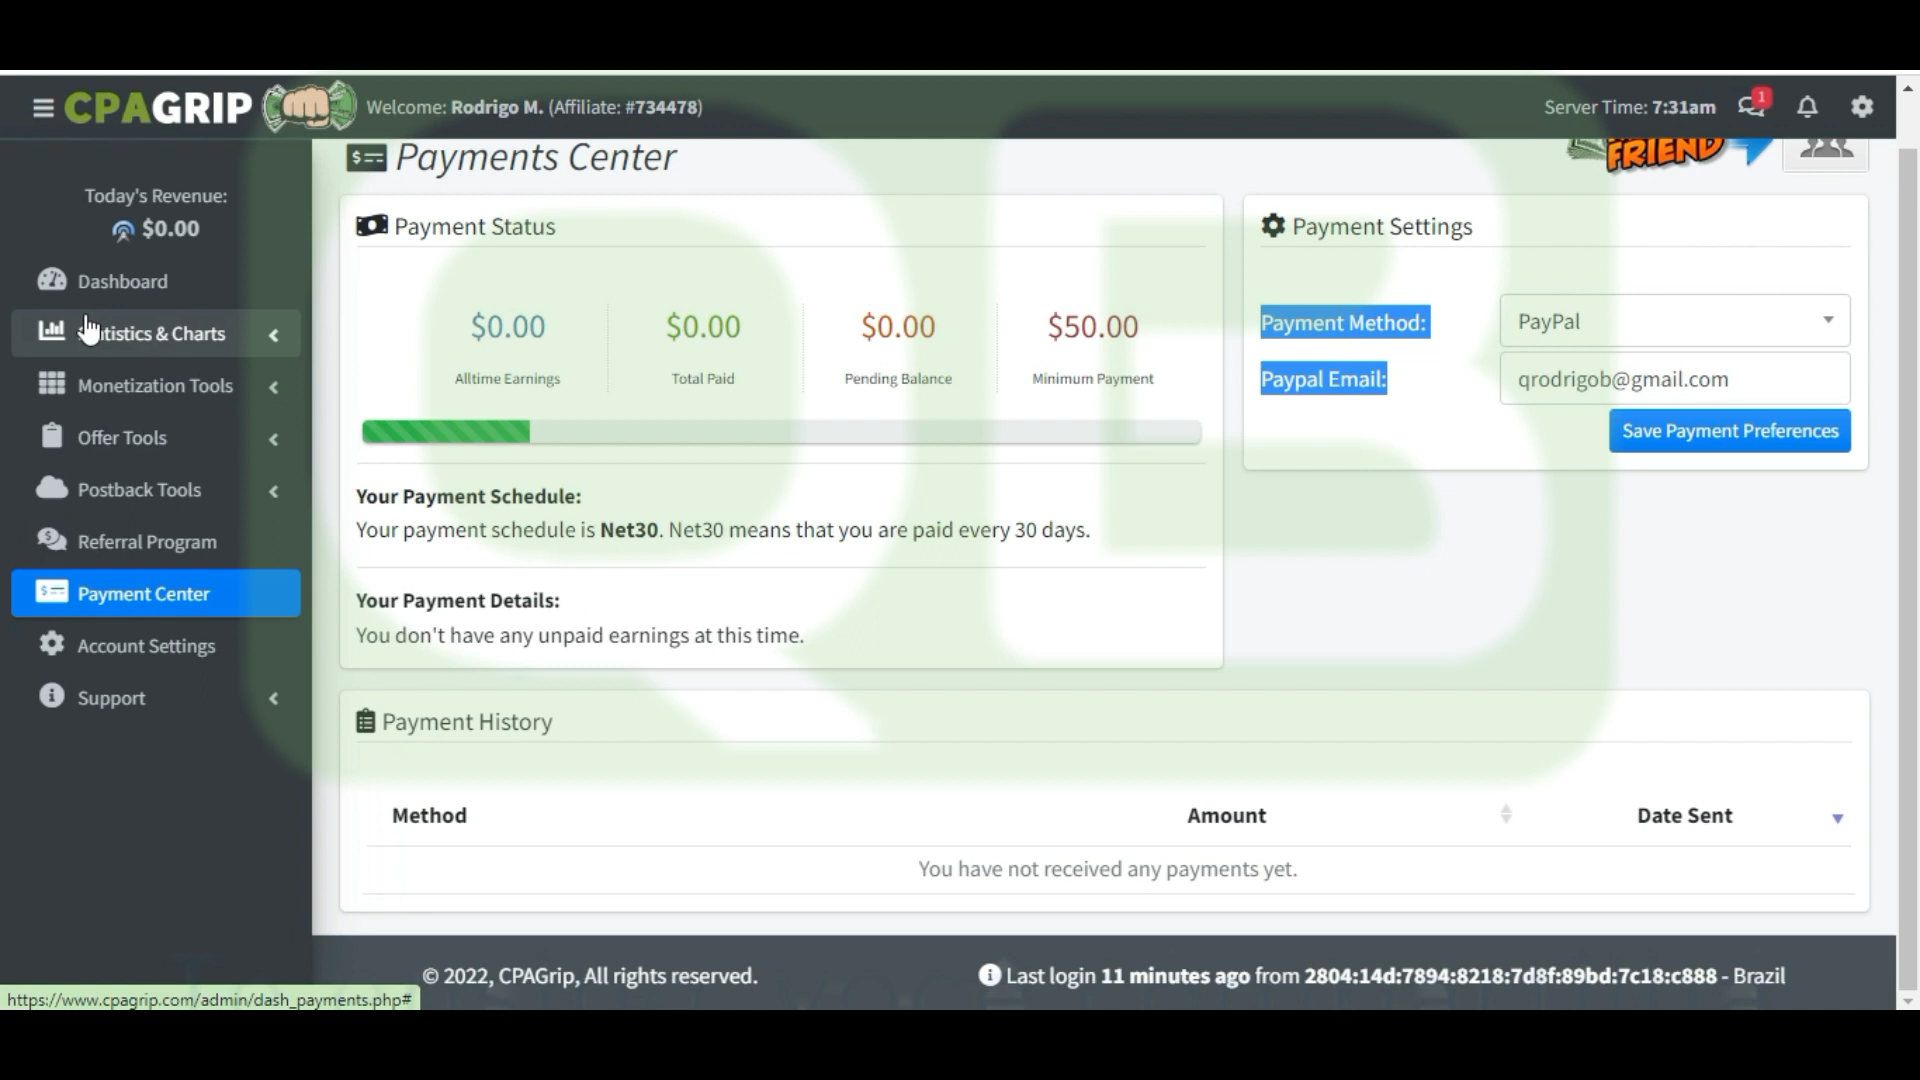 CPAGRIP Welcome: Rodrigo M. (Affiliate: #734478) Server Time: 7:31am 1
FRIEND
Payments Center
Today's Revenue:
$0.00
Dashboard
Statistics & Charts
Monetization Tools
Offer Tools
Postback Tools
Referral Program
Payment Center
Account Settings
Support
Payment Status
$0.00 $0.00 $0.00 $50.00
Alltime Earnings Total Paid Pending Balance Minimum Payment
Your Payment Schedule:
Your payment schedule is Net30. Net30 means that you are paid every 30 days.
Your Payment Details:
You don't have any unpaid earnings at this time.
Payment Settings
Payment Method: PayPal
Paypal Email: qrodrigob@gmail.com
Save Payment Preferences
Payment History
Method Amount Date Sent
You have not received any payments yet.
© 2022, CPAGrip, All rights reserved. Last login 11 minutes ago from 2804:14d:7894:8218:7d8f:89bd:7c18:c888 - Brazil
https://www.cpagrip.com/admin/dash_payments.php#
QB